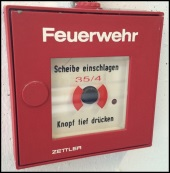 Feuerwehr
Scheibe einschlagen
35/4
Knopf tief drücken
ZETTLER